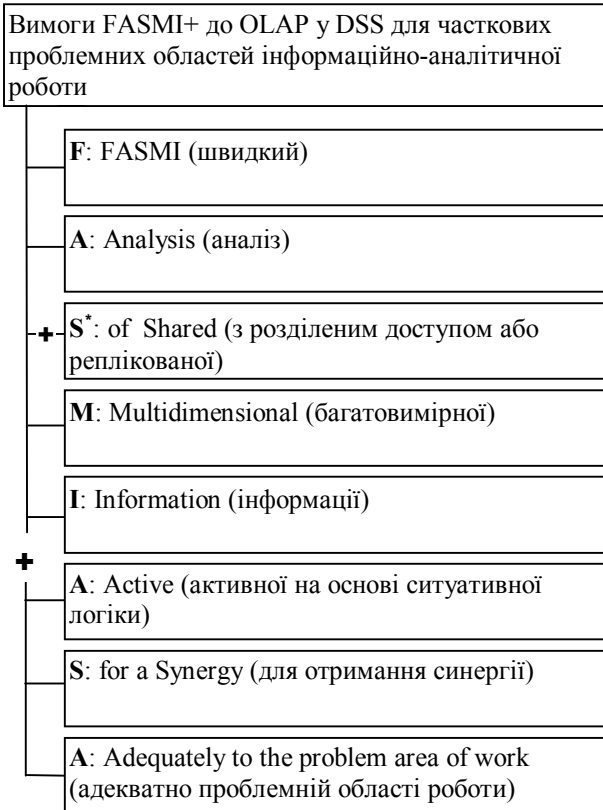 Вимоги FASMI+ до OLAP у DSS для часткових
проблемних областей інформаційно-аналітичної
роботи
F: FASMI (швидкий)
A: Analysis (аналіз)
+ S*: of Shared (з розділеним доступом або
реплікованої)
M: Multidimensional (багатовимірної)
I: Information (інформації)
+
A: Active (активної на основі ситуативної
логіки)
S: for a Synergy (для отримання синергії)
A: Adequately to the problem area of work
(адекватно проблемній області роботи)